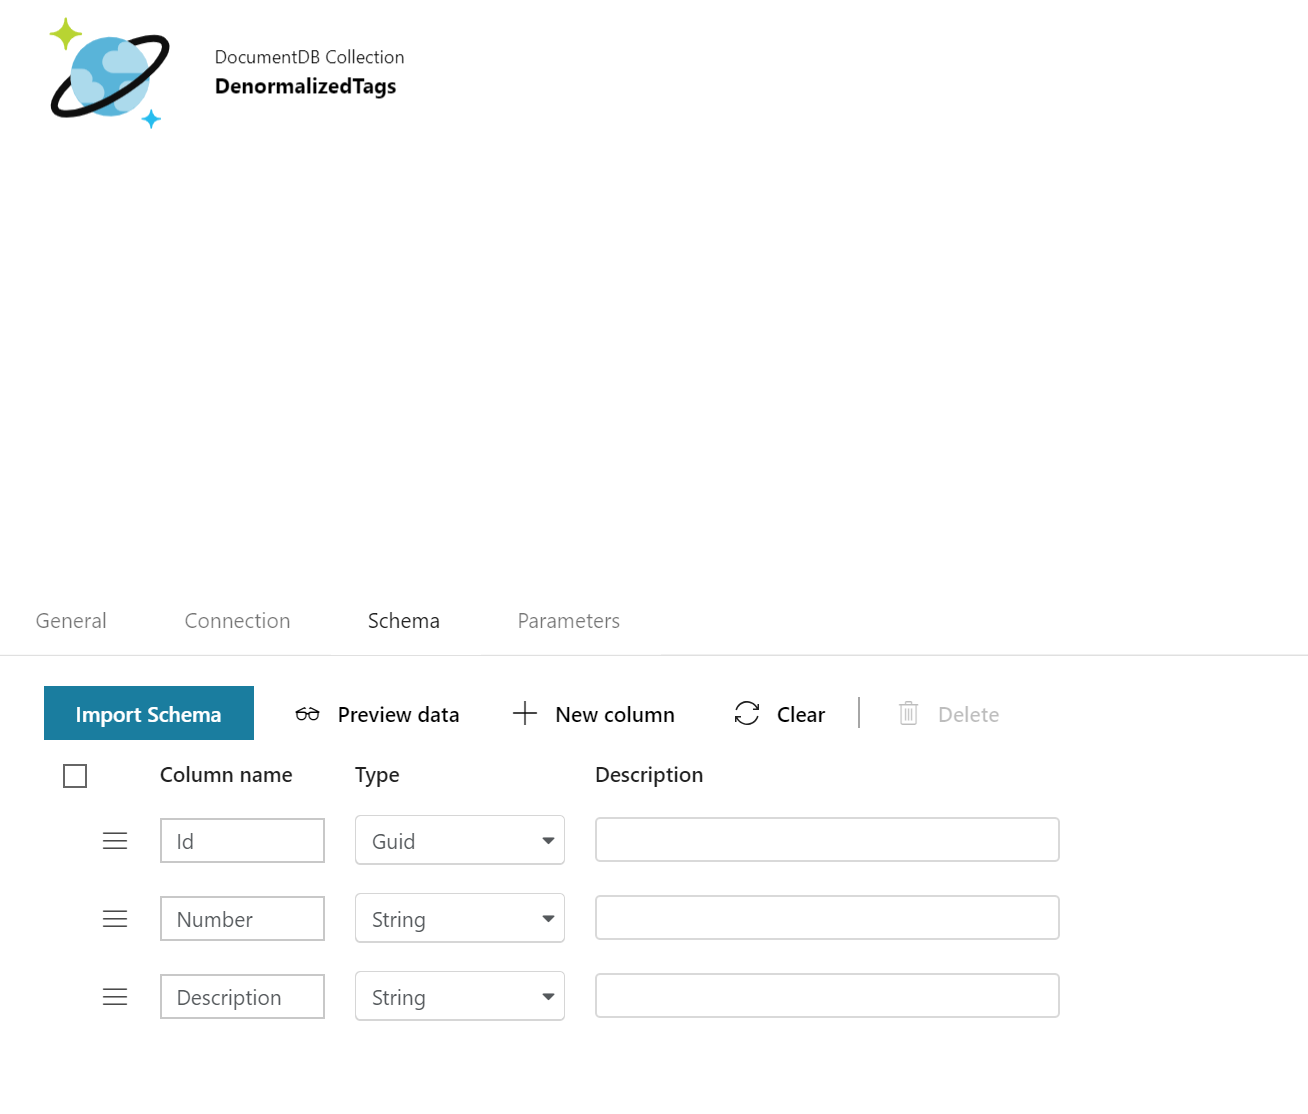 DocumentDB Collection
DenormalizedTags
General Connection Schema Parameters
Import Schema Preview data New column Clear Delete
Column name Type Description
Id Guid
Number String
Description String